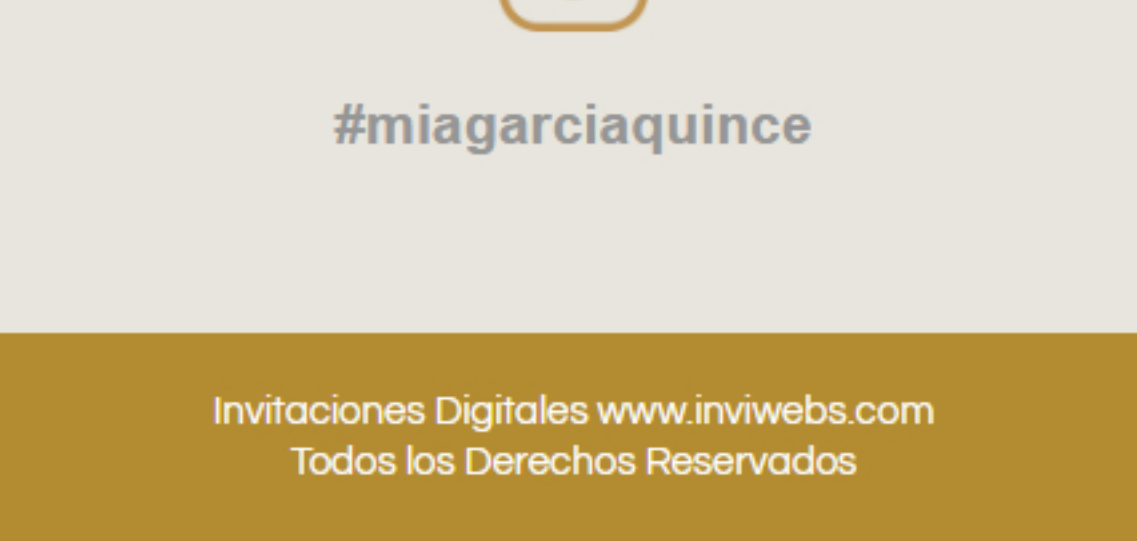 #miagarciaquince
Invitaciones Digitales www.inviwebs.com
Todos los Derechos Reservados